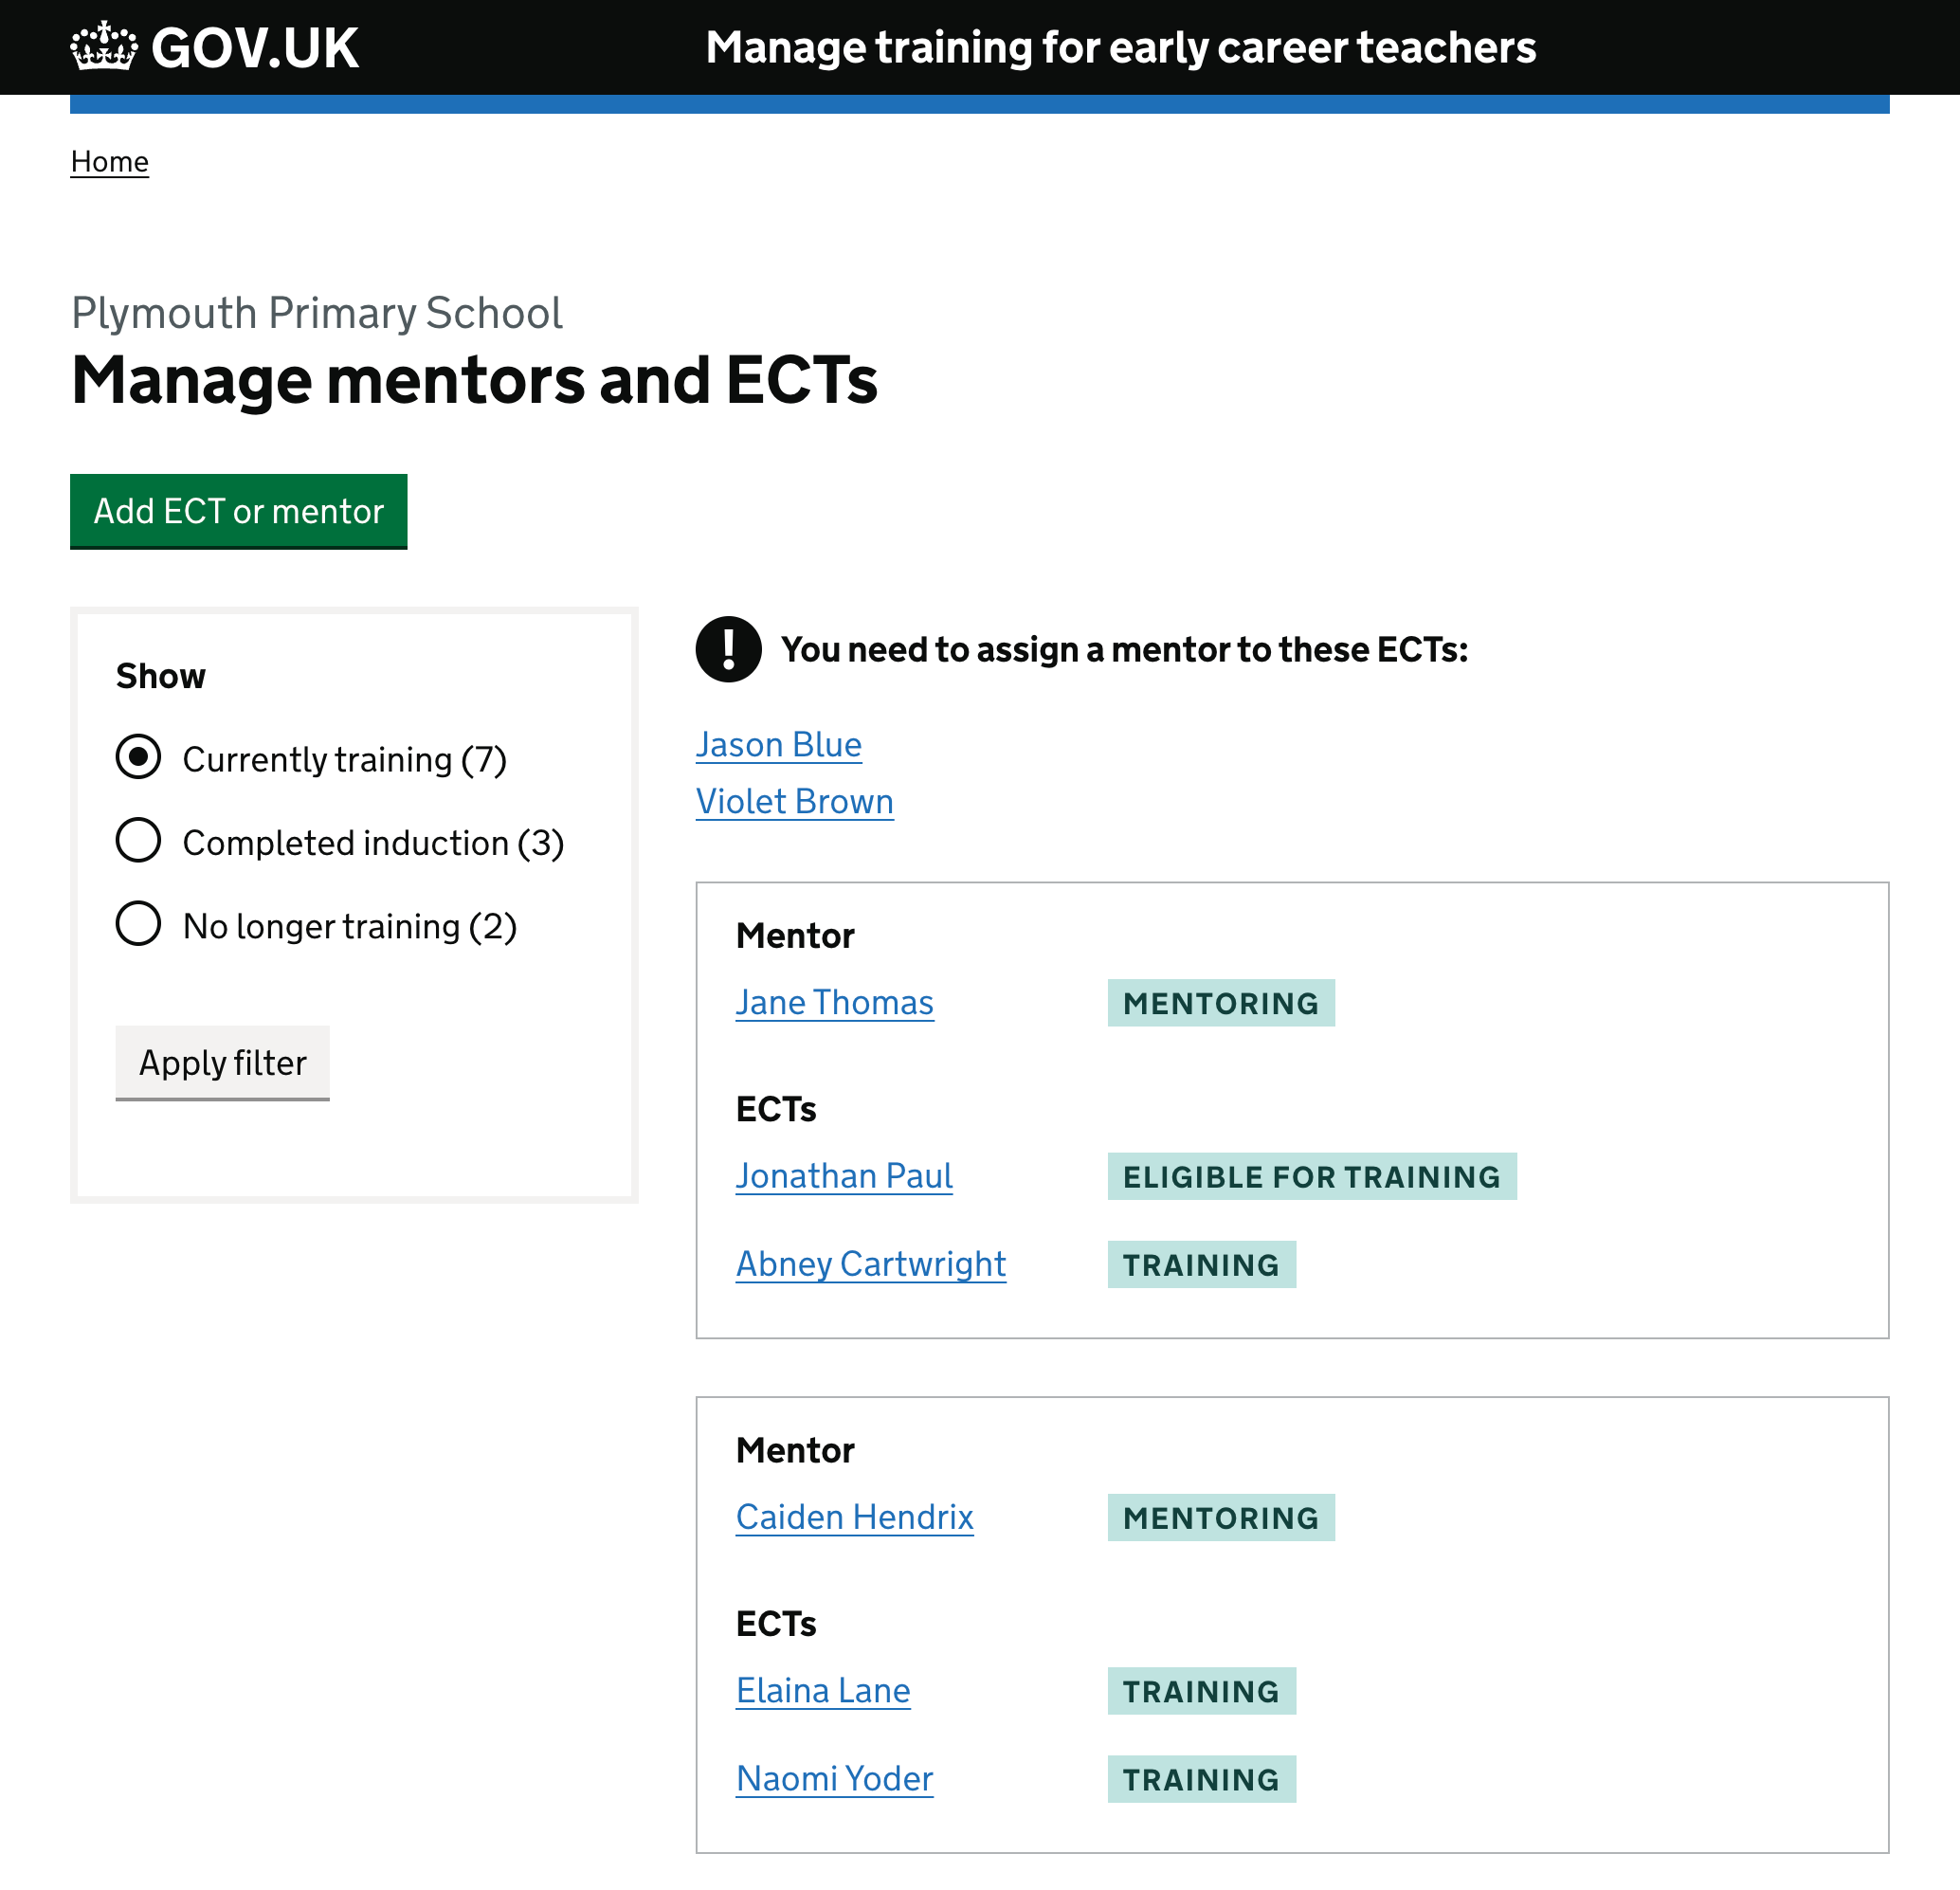 GOV.UK
Manage training for early career teachers
Home
Plymouth Primary School
Manage mentors and ECTs
Add ECT or mentor
Show
Currently training (7)
Completed induction (3)
No longer training (2)
Apply filter
! You need to assign a mentor to these ECTs:
Jason Blue
Violet Brown
Mentor
Jane Thomas MENTORING
ECTs
Jonathan Paul ELIGIBLE FOR TRAINING
Abney Cartwright TRAINING
Mentor
Caiden Hendrix MENTORING
ECTs
Elaina Lane TRAINING
Naomi Yoder TRAINING